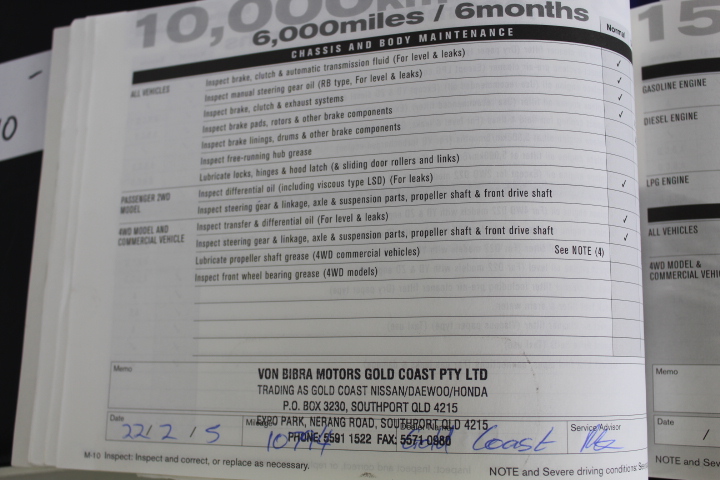 10,000km
6,000miles / 6months
CHASSIS AND BODY MAINTENANCE
Normal
ALL VEHICLES
Inspect brake, clutch & automatic transmission fluid (For level & leaks) ✓
Inspect manual steering gear oil (RB type, For level & leaks) ✓
Inspect brake, clutch & exhaust systems ✓
Inspect brake pads, rotors & other brake components ✓
Inspect brake linings, drums & other brake components
Inspect free-running hub grease
Lubricate locks, hinges & hood latch (& sliding door rollers and links)
PASSENGER 2WD MODEL
Inspect differential oil (including viscous type LSD) (For leaks) ✓
Inspect steering gear & linkage, axle & suspension parts, propeller shaft & front drive shaft
4WD MODEL AND COMMERCIAL VEHICLE
Inspect transfer & differential oil (For level & leaks) ✓
Inspect steering gear & linkage, axle & suspension parts, propeller shaft & front drive shaft ✓
Lubricate propeller shaft grease (4WD commercial vehicles) See NOTE (4)
Inspect front wheel bearing grease (4WD models)
Memo
VON BIBRA MOTORS GOLD COAST PTY LTD
TRADING AS GOLD COAST NISSAN/DAEWOO/HONDA
P.O. BOX 3230, SOUTHPORT QLD 4215
EXPO PARK, NERANG ROAD, SOUTHPORT QLD 4215
PHONE: 5591 1522 FAX: 5571 0980
Date
22/2/5
Gold Coast
Service Advisor
M-10 Inspect: Inspect and correct, or replace as necessary.
NOTE and Severe driving conditions:
15
GASOLINE ENGINE
DIESEL ENGINE
LPG ENGINE
ALL VEHICLES
4WD MODEL &
COMMERCIAL
Memo
Date
/
NOTE and